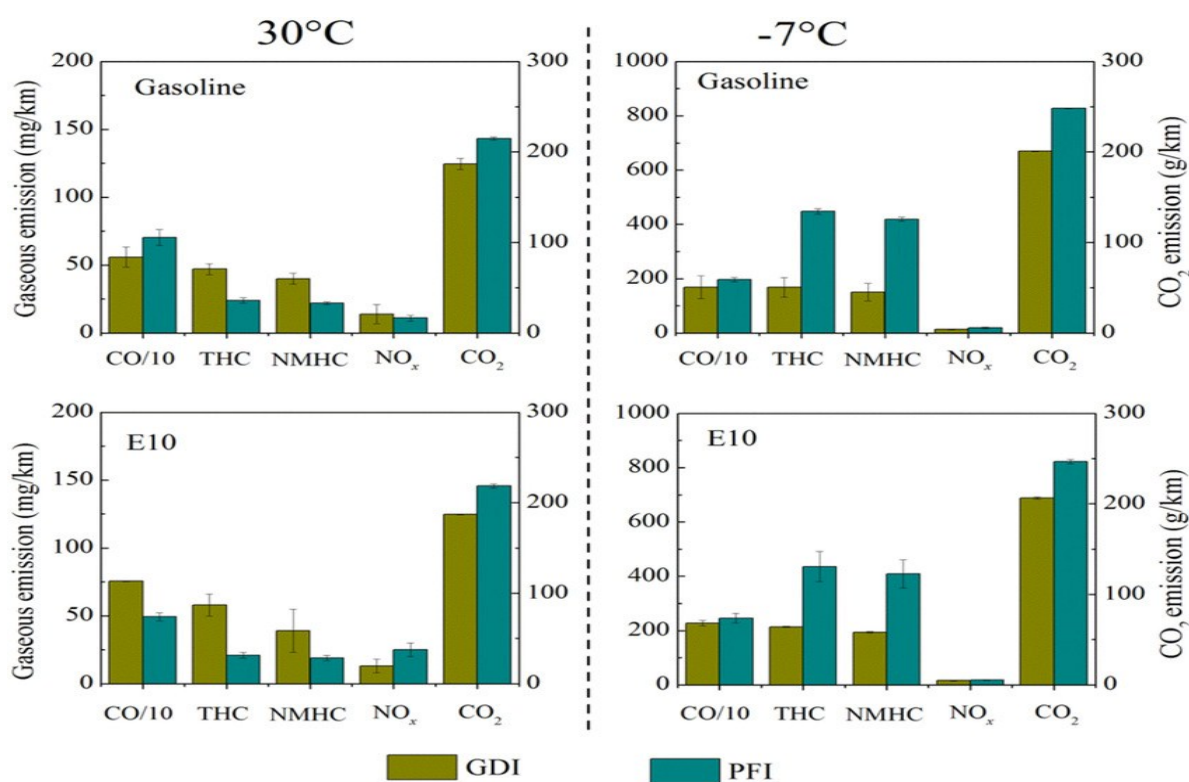 30°C
-7°C
Gaseous emission (mg/km)
200
150
100
50
0
Gasoline
300
200
100
0
CO/10 THC NMHC NOx CO2
1000
800
600
400
200
0
Gasoline
300
200
100
0
CO2 emission (g/km)
CO/10 THC NMHC NOx CO2
Gaseous emission (mg/km)
200
150
100
50
0
E10
300
200
100
0
CO/10 THC NMHC NOx CO2
1000
800
600
400
200
0
E10
300
200
100
0
CO2 emission (g/km)
CO/10 THC NMHC NOx CO2
GDI PFI